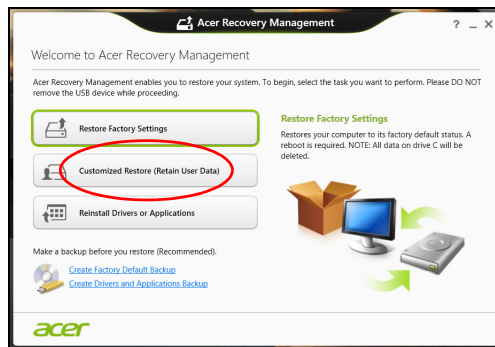 Acer Recovery Management
? _ X
Welcome to Acer Recovery Management
Acer Recovery Management enables you to restore your system. To begin, select the task you want to perform. Please DO NOT
remove the USB device while proceeding.
Restore Factory Settings
Customized Restore (Retain User Data)
Reinstall Drivers or Applications
Restore Factory Settings
Restores your computer to its factory default status. A
reboot is required. NOTE: All data on drive C will be
deleted.
Make a backup before you restore (Recommended).
Create Factory Default Backup
Create Drivers and Applications Backup
acer